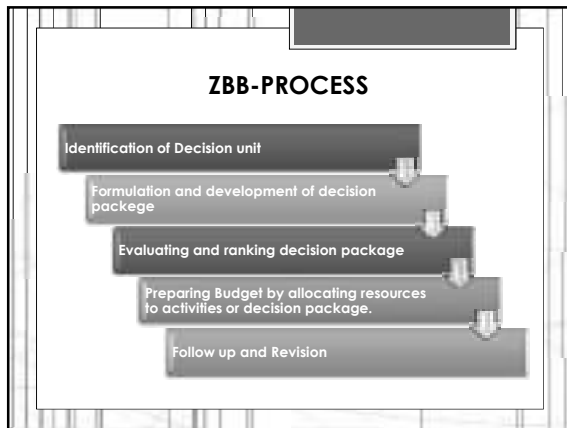 ZBB-PROCESS
Identification of Decision unit
Formulation and development of decision
packege
Evaluating and ranking decision package
Preparing Budget by allocating resources
to activities or decision package.
Follow up and Revision